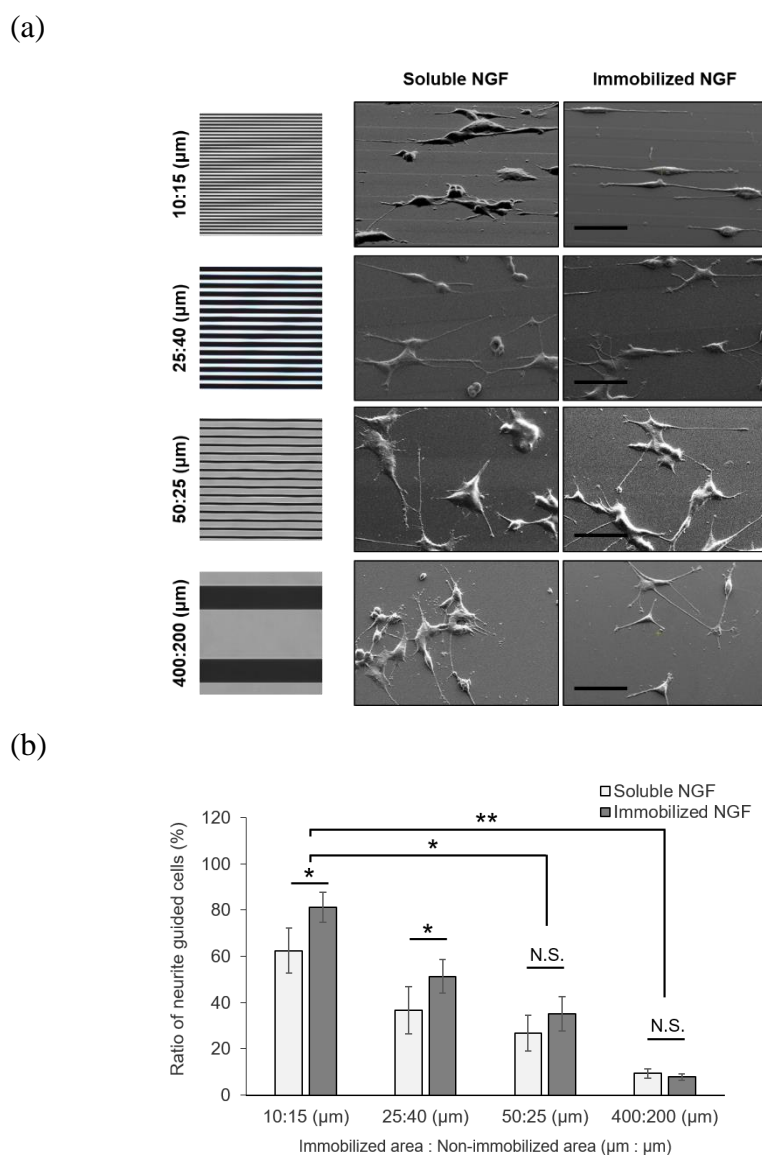 (a)
Soluble NGF
Immobilized NGF
10:15 (μm)
25:40 (μm)
50:25 (μm)
400:200 (μm)
(b)
Soluble NGF
Immobilized NGF
Ratio of neurite guided cells (%)
120
100
80
60
40
20
0
**
*
*
*
N.S.
N.S.
10:15 (μm)
25:40 (μm)
50:25 (μm)
400:200 (μm)
Immobilized area : Non-immobilized area (μm : μm)